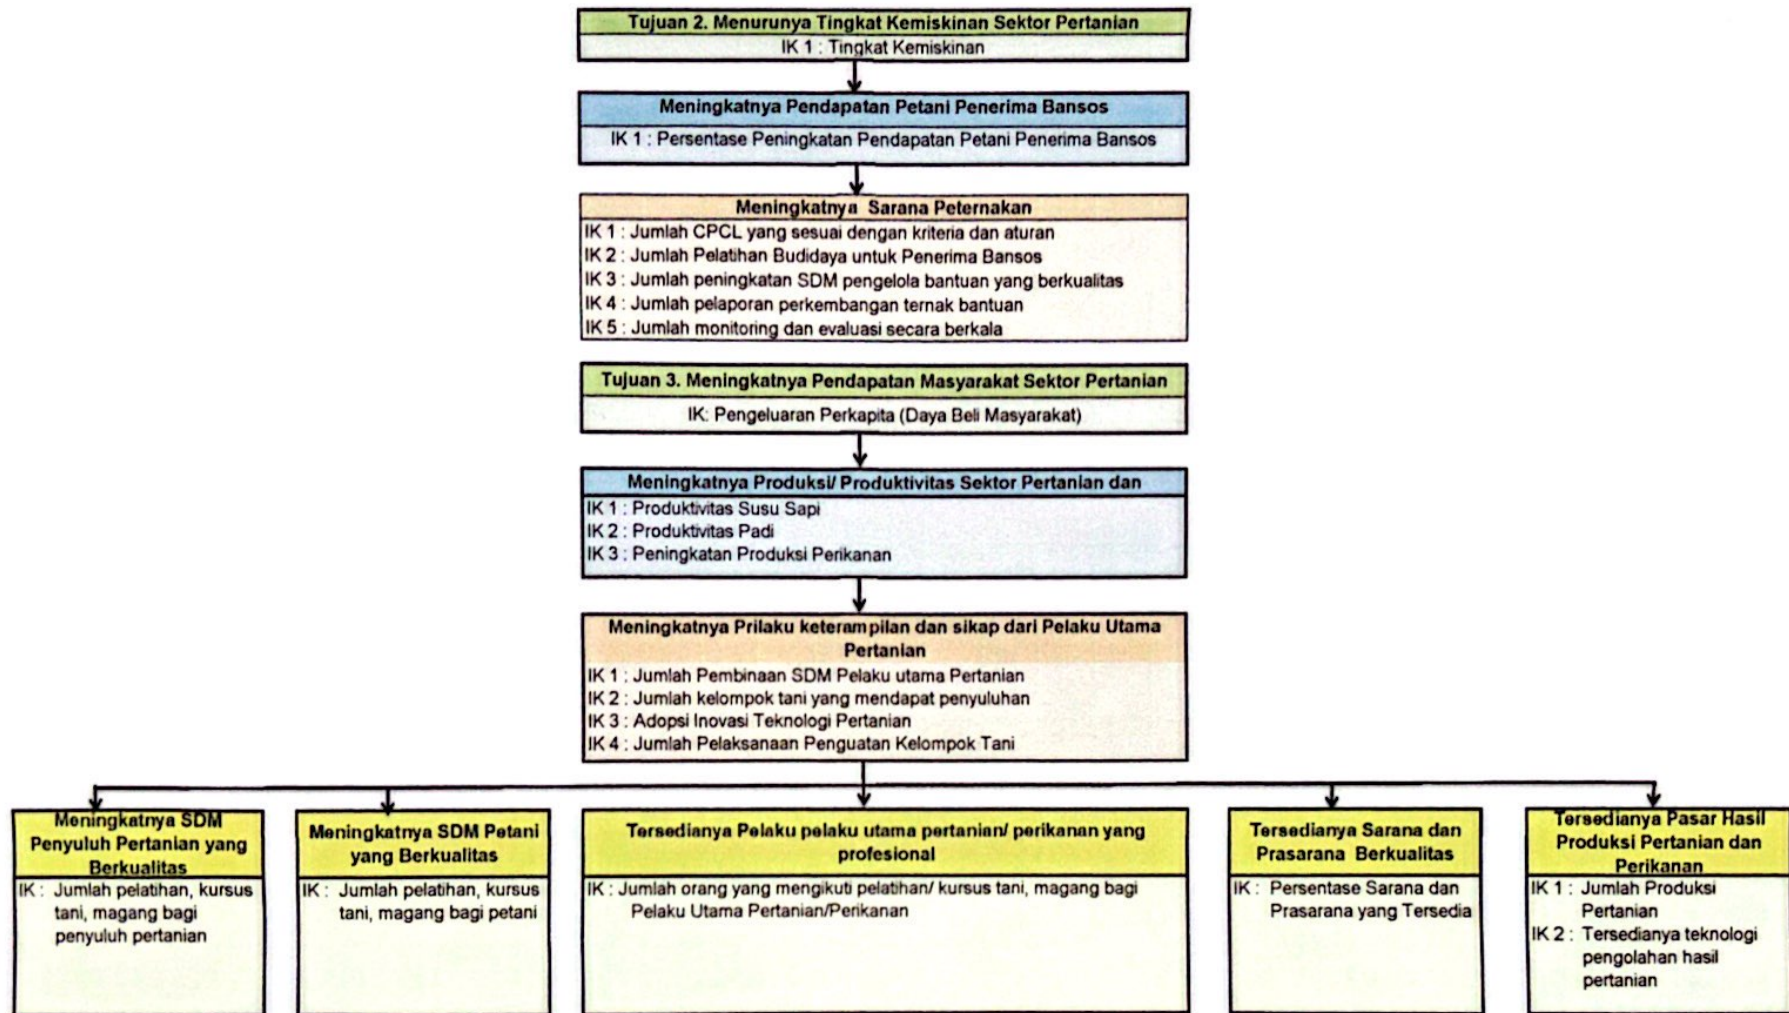 Tujuan 2. Menurunya Tingkat Kemiskinan Sektor Pertanian
IK 1 : Tingkat Kemiskinan
Meningkatnya Pendapatan Petani Penerima Bansos
IK 1 : Persentase Peningkatan Pendapatan Petani Penerima Bansos
Meningkatnya Sarana Peternakan
IK 1 : Jumlah CPCL yang sesuai dengan kriteria dan aturan
IK 2 : Jumlah Pelatihan Budidaya untuk Penerima Bansos
IK 3 : Jumlah peningkatan SDM pengelola bantuan yang berkualitas
IK 4 : Jumlah pelaporan perkembangan ternak bantuan
IK 5 : Jumlah monitoring dan evaluasi secara berkala
Tujuan 3. Meningkatnya Pendapatan Masyarakat Sektor Pertanian
IK: Pengeluaran Perkapita (Daya Beli Masyarakat)
Meningkatnya Produksi/ Produktivitas Sektor Pertanian dan
IK 1 : Produktivitas Susu Sapi
IK 2 : Produktivitas Padi
IK 3 : Peningkatan Produksi Perikanan
Meningkatnya Prilaku keterampilan dan sikap dari Pelaku Utama
Pertanian
IK 1 : Jumlah Pembinaan SDM Pelaku utama Pertanian
IK 2 : Jumlah kelompok tani yang mendapat penyuluhan
IK 3 : Adopsi Inovasi Teknologi Pertanian
IK 4 : Jumlah Pelaksanaan Penguatan Kelompok Tani
Meningkatnya SDM
Penyuluh Pertanian yang
Berkualitas
IK : Jumlah pelatihan, kursus
tani, magang bagi
penyuluh pertanian
Meningkatnya SDM Petani
yang Berkualitas
IK : Jumlah pelatihan, kursus
tani, magang bagi petani
Tersedianya Pelaku pelaku utama pertanian/ perikanan yang
profesional
IK : Jumlah orang yang mengikuti pelatihan/ kursus tani, magang bagi
Pelaku Utama Pertanian/Perikanan
Tersedianya Sarana dan
Prasarana Berkualitas
IK : Persentase Sarana dan
Prasarana yang Tersedia
Tersedianya Pasar Hasil
Produksi Pertanian dan
Perikanan
IK 1 : Jumlah Produksi
Pertanian
IK 2 : Tersedianya teknologi
pengolahan hasil
pertanian